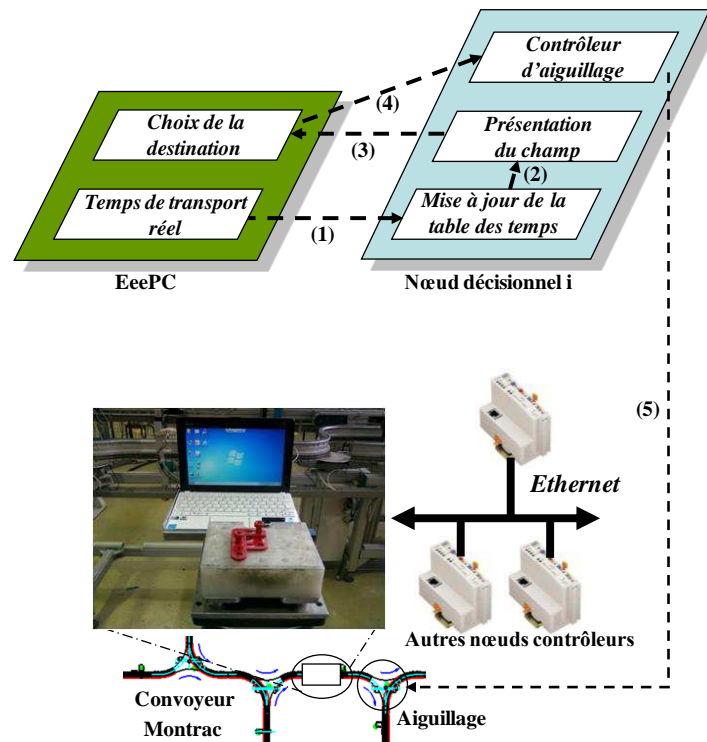 Contrôleur
d'aiguillage
(4)
Choix de la
destination
(3)
Présentation
du champ
(2)
Temps de transport
réel
(1)
Mise à jour de la
table des temps
EeePC
Nœud décisionnel i
(5)
Ethernet
Autres nœuds contrôleurs
Convoyeur
Montrac
Aiguillage